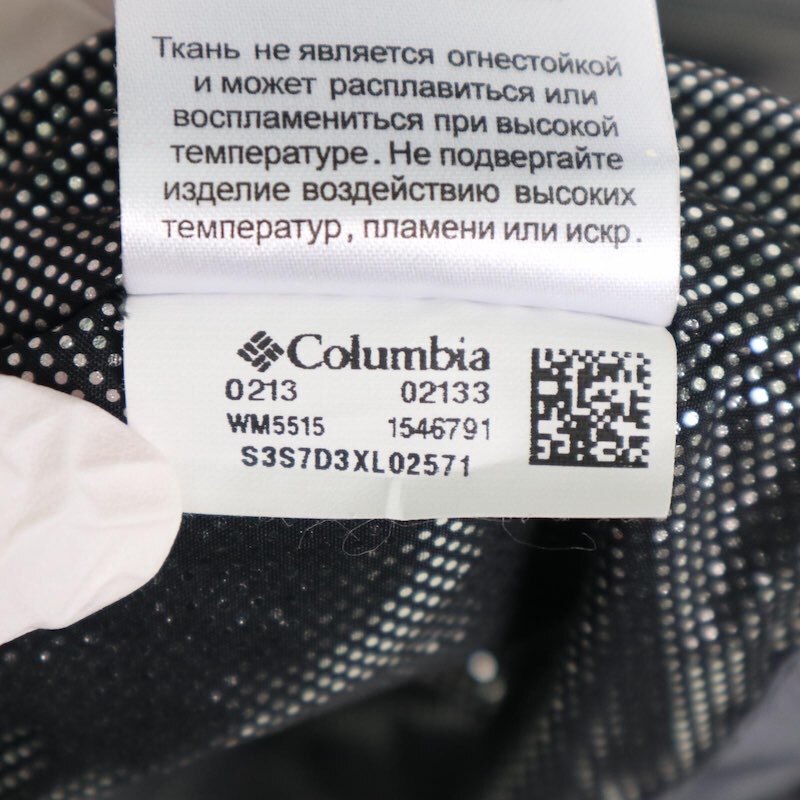 Ткань не является огнестойкой
и может расплавиться или
воспламениться при высокой
температуре. Не подвергайте
изделие воздействию высоких
температур, пламени или искр.
Columbia
0213 02133
WM5515 1546791
S3S7D3XL02571